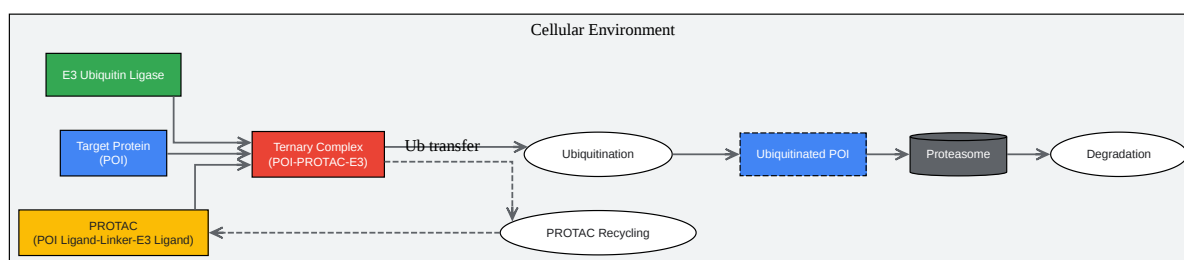 Cellular Environment
E3 Ubiquitin Ligase
Target Protein
(POI)
Ternary Complex
(POI-PROTAC-E3)
Ub transfer
Ubiquitination
Ubiquitinated POI
Proteasome
Degradation
PROTAC
(POI Ligand-Linker-E3 Ligand)
PROTAC Recycling